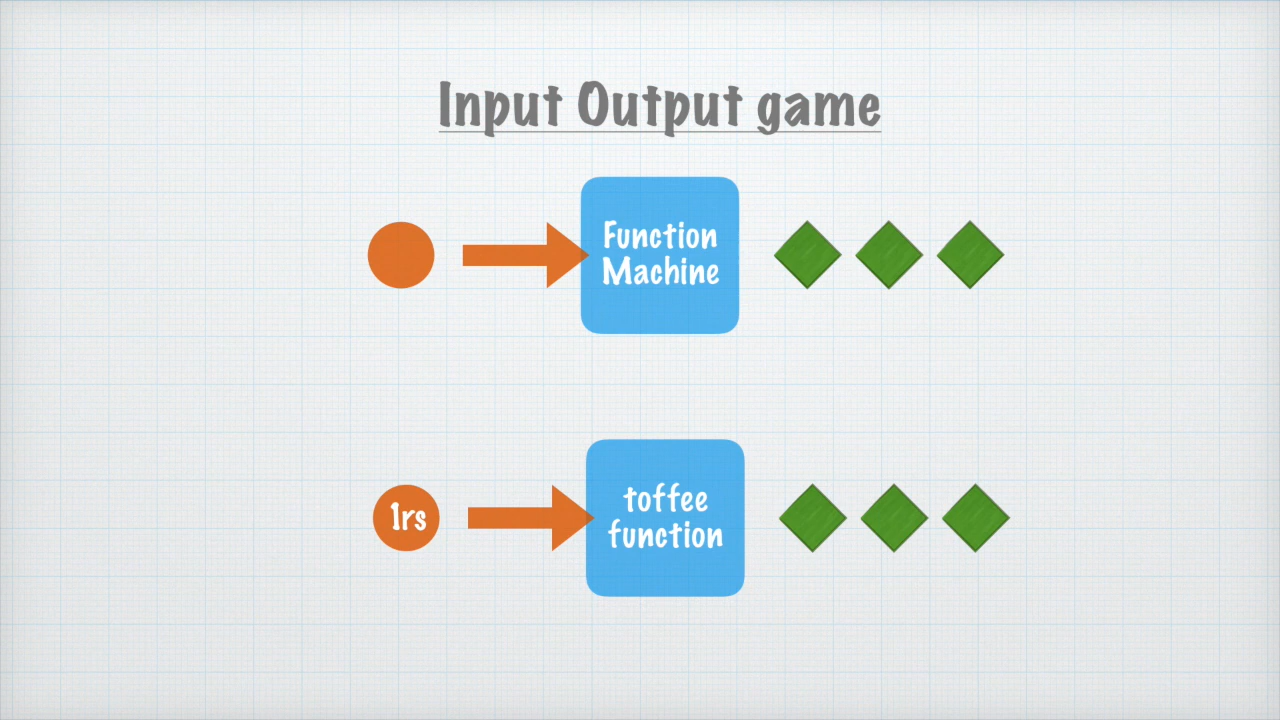 Input Output game
Function
Machine
1rs
toffee
function